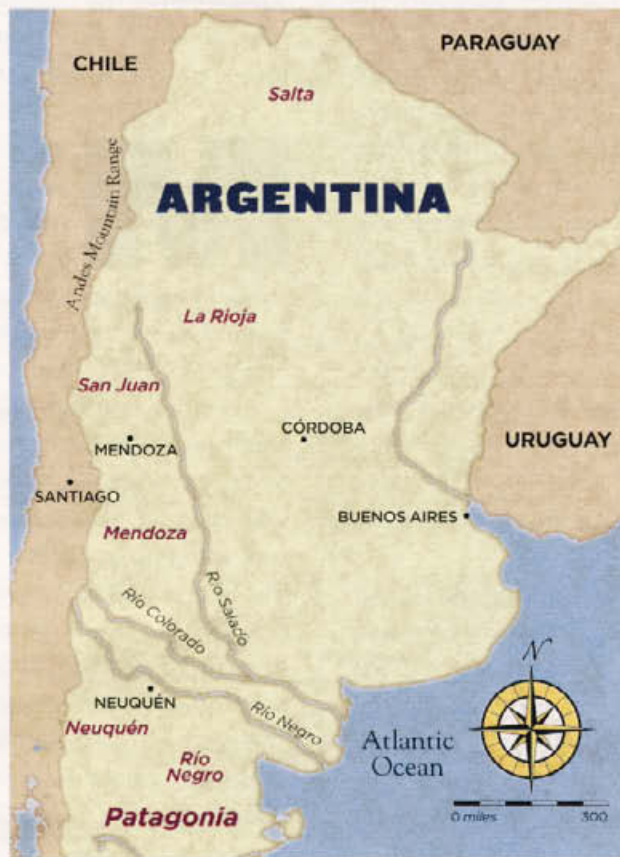 CHILE
PARAGUAY
Salta
Andes Mountain Range
ARGENTINA
La Rioja
San Juan
CÓRDOBA
MENDOZA
URUGUAY
SANTIAGO
BUENOS AIRES
Mendoza
Río Colorado
Río Salado
N
NEUQUÉN
Neuquén
Río Negro
Atlantic
Ocean
Río
Negro
0 miles
300
Patagonia